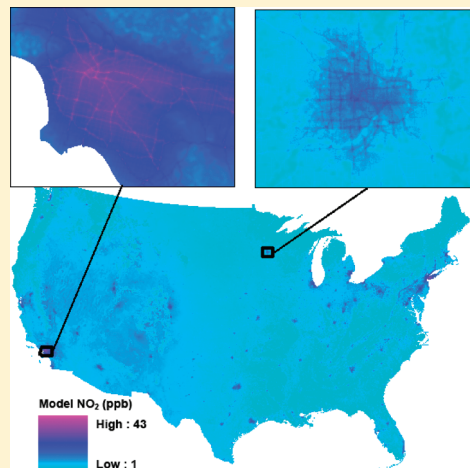 Model NO₂ (ppb)
High : 43
Low : 1